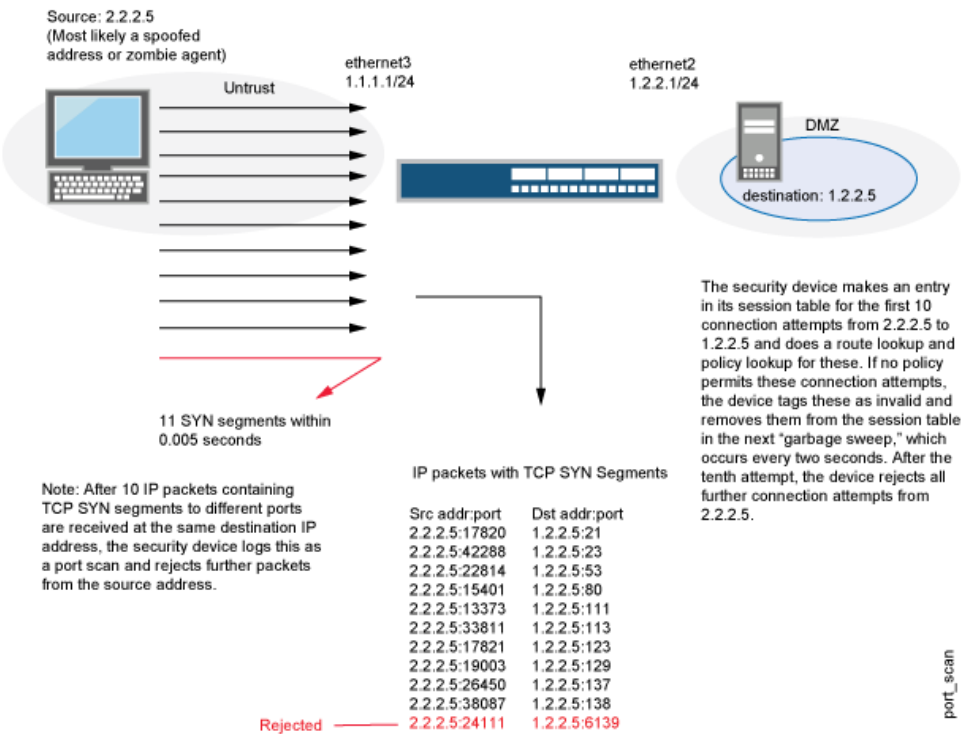 Source: 2.2.2.5
(Most likely a spoofed
address or zombie agent)
Untrust
ethernet3
1.1.1.1/24
ethernet2
1.2.2.1/24
DMZ
destination: 1.2.2.5
11 SYN segments within
0.005 seconds
Note: After 10 IP packets containing
TCP SYN segments to different ports
are received at the same destination IP
address, the security device logs this as
a port scan and rejects further packets
from the source address.
The security device makes an entry
in its session table for the first 10
connection attempts from 2.2.2.5 to
1.2.2.5 and does a route lookup and
policy lookup for these. If no policy
permits these connection attempts,
the device tags these as invalid and
removes them from the session table
in the next “garbage sweep,” which
occurs every two seconds. After the
tenth attempt, the device rejects all
further connection attempts from
2.2.2.5.
IP packets with TCP SYN Segments
Src addr:port Dst addr:port
2.2.2.5:17820 1.2.2.5:21
2.2.2.5:42288 1.2.2.5:23
2.2.2.5:22814 1.2.2.5:53
2.2.2.5:15401 1.2.2.5:80
2.2.2.5:13373 1.2.2.5:111
2.2.2.5:33811 1.2.2.5:113
2.2.2.5:17821 1.2.2.5:123
2.2.2.5:19003 1.2.2.5:129
2.2.2.5:26450 1.2.2.5:137
2.2.2.5:38087 1.2.2.5:138
Rejected 2.2.2.5:24111 1.2.2.5:6139
port_scan